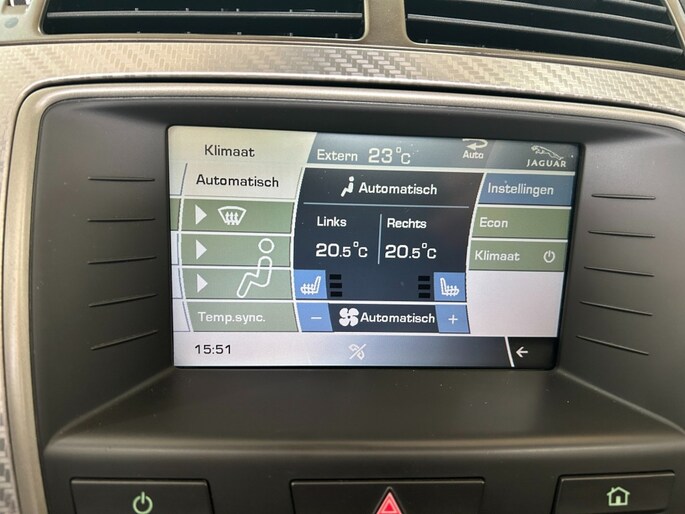 Klimaat
Extern 23°C
Auto
JAGUAR
Automatisch
Automatisch
Instellingen
Links
Rechts
Econ
20.5°C
20.5°C
Klimaat
Temp.sync.
− Automatisch +
15:51